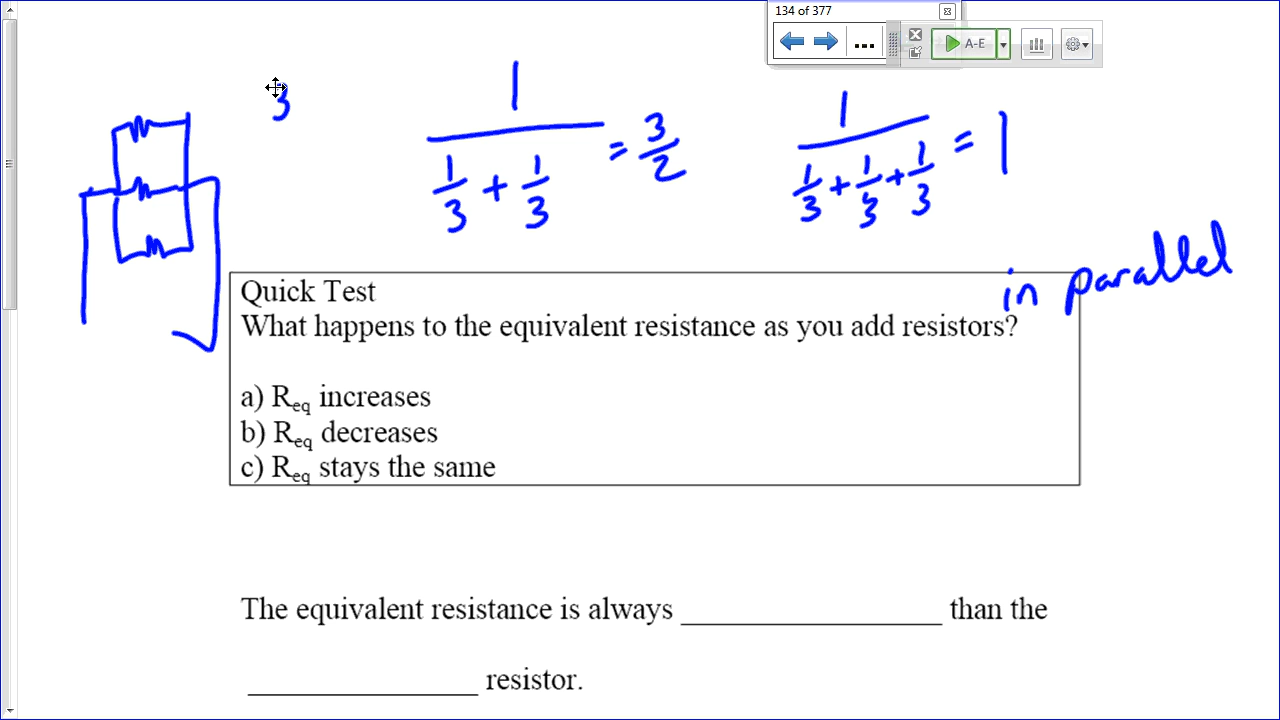 134 of 377
A-E
3
1/(1/3 + 1/3) = 3/2
1/(1/3 + 1/3 + 1/3) = 1
in parallel
Quick Test
What happens to the equivalent resistance as you add resistors?
a) Req increases
b) Req decreases
c) Req stays the same
The equivalent resistance is always __________________ than the
________________ resistor.